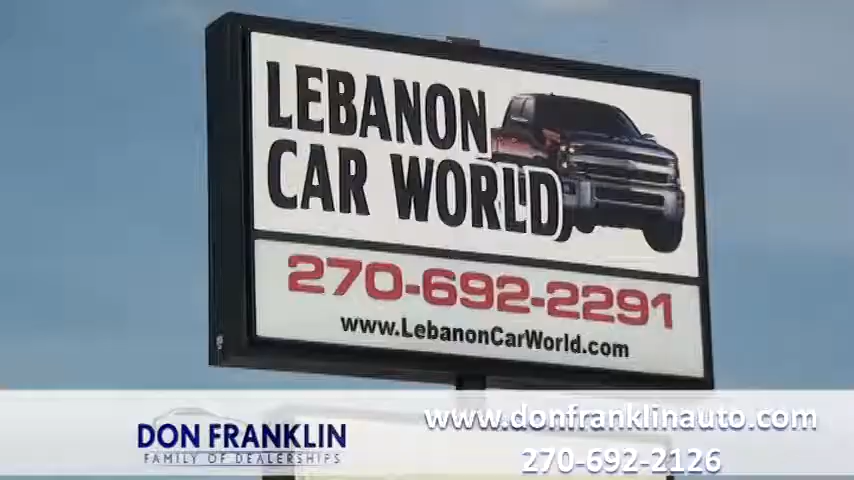 LEBANON
CAR WORLD
270-692-2291
www.LebanonCarWorld.com
DON FRANKLIN
FAMILY OF DEALERSHIPS
www.donfranklinauto.com
270-692-2126